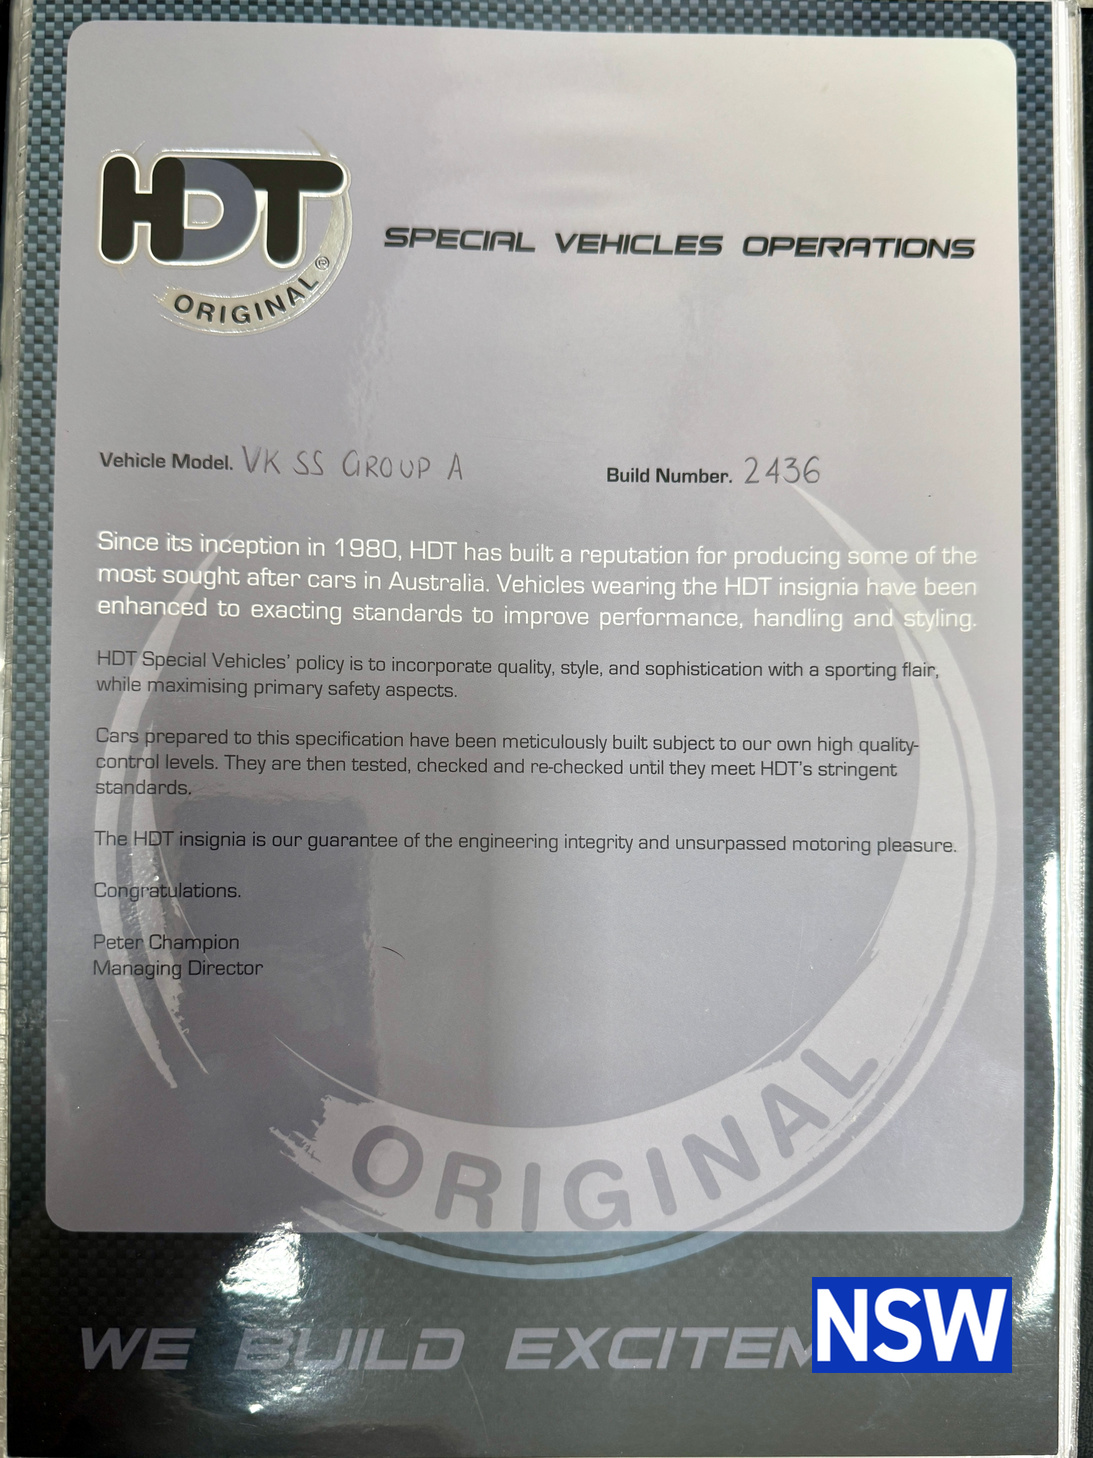 HDT
ORIGINAL®
SPECIAL VEHICLES OPERATIONS
Vehicle Model. VK SS GROUP A
Build Number. 2436
Since its inception in 1980, HDT has built a reputation for producing some of the
most sought after cars in Australia. Vehicles wearing the HDT insignia have been
enhanced to exacting standards to improve performance, handling and styling.
HDT Special Vehicles' policy is to incorporate quality, style, and sophistication with a sporting flair,
while maximising primary safety aspects.
Cars prepared to this specification have been meticulously built subject to our own high quality-
control levels. They are then tested, checked and re-checked until they meet HDT's stringent
standards.
The HDT insignia is our guarantee of the engineering integrity and unsurpassed motoring pleasure.
Congratulations.
Peter Champion
Managing Director
ORIGINAL
WE BUILD EXCITEM
NSW